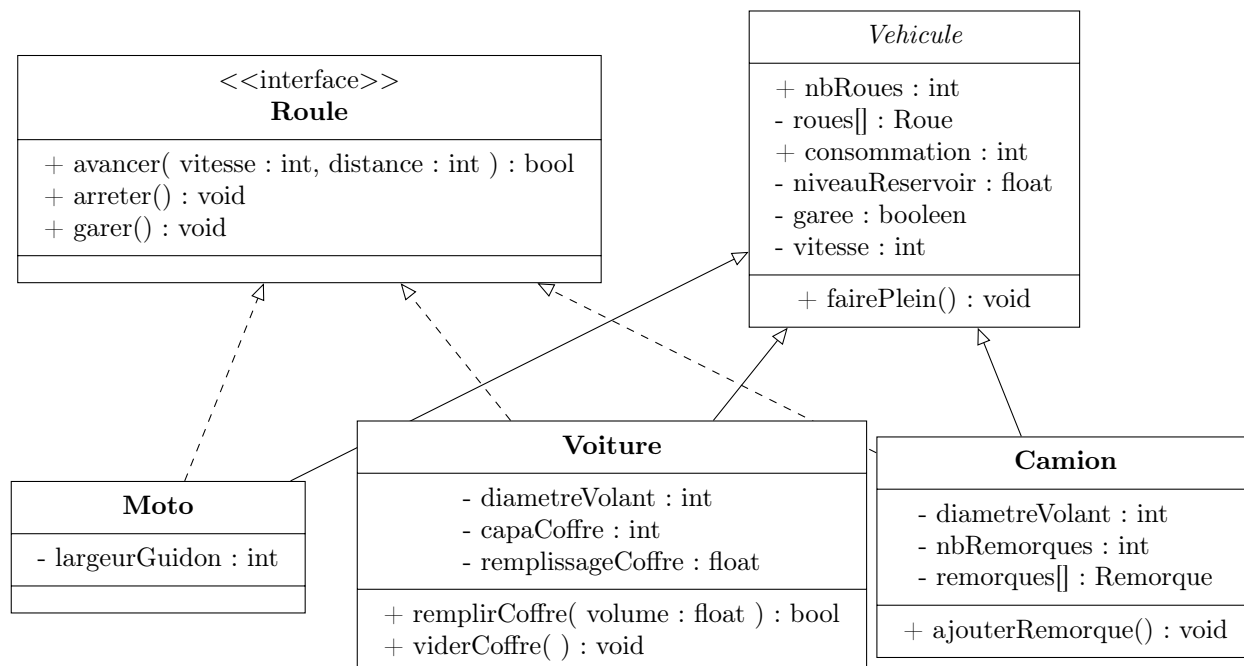 <<interface>>
Roule
+ avancer( vitesse : int, distance : int ) : bool
+ arreter() : void
+ garer() : void
Vehicule
+ nbRoues : int
- roues[] : Roue
+ consommation : int
- niveauReservoir : float
- garee : booleen
- vitesse : int
+ fairePlein() : void
Moto
- largeurGuidon : int
Voiture
- diametreVolant : int
- capaCoffre : int
- remplissageCoffre : float
+ remplirCoffre( volume : float ) : bool
+ viderCoffre( ) : void
Camion
- diametreVolant : int
- nbRemorques : int
- remorques[] : Remorque
+ ajouterRemorque() : void